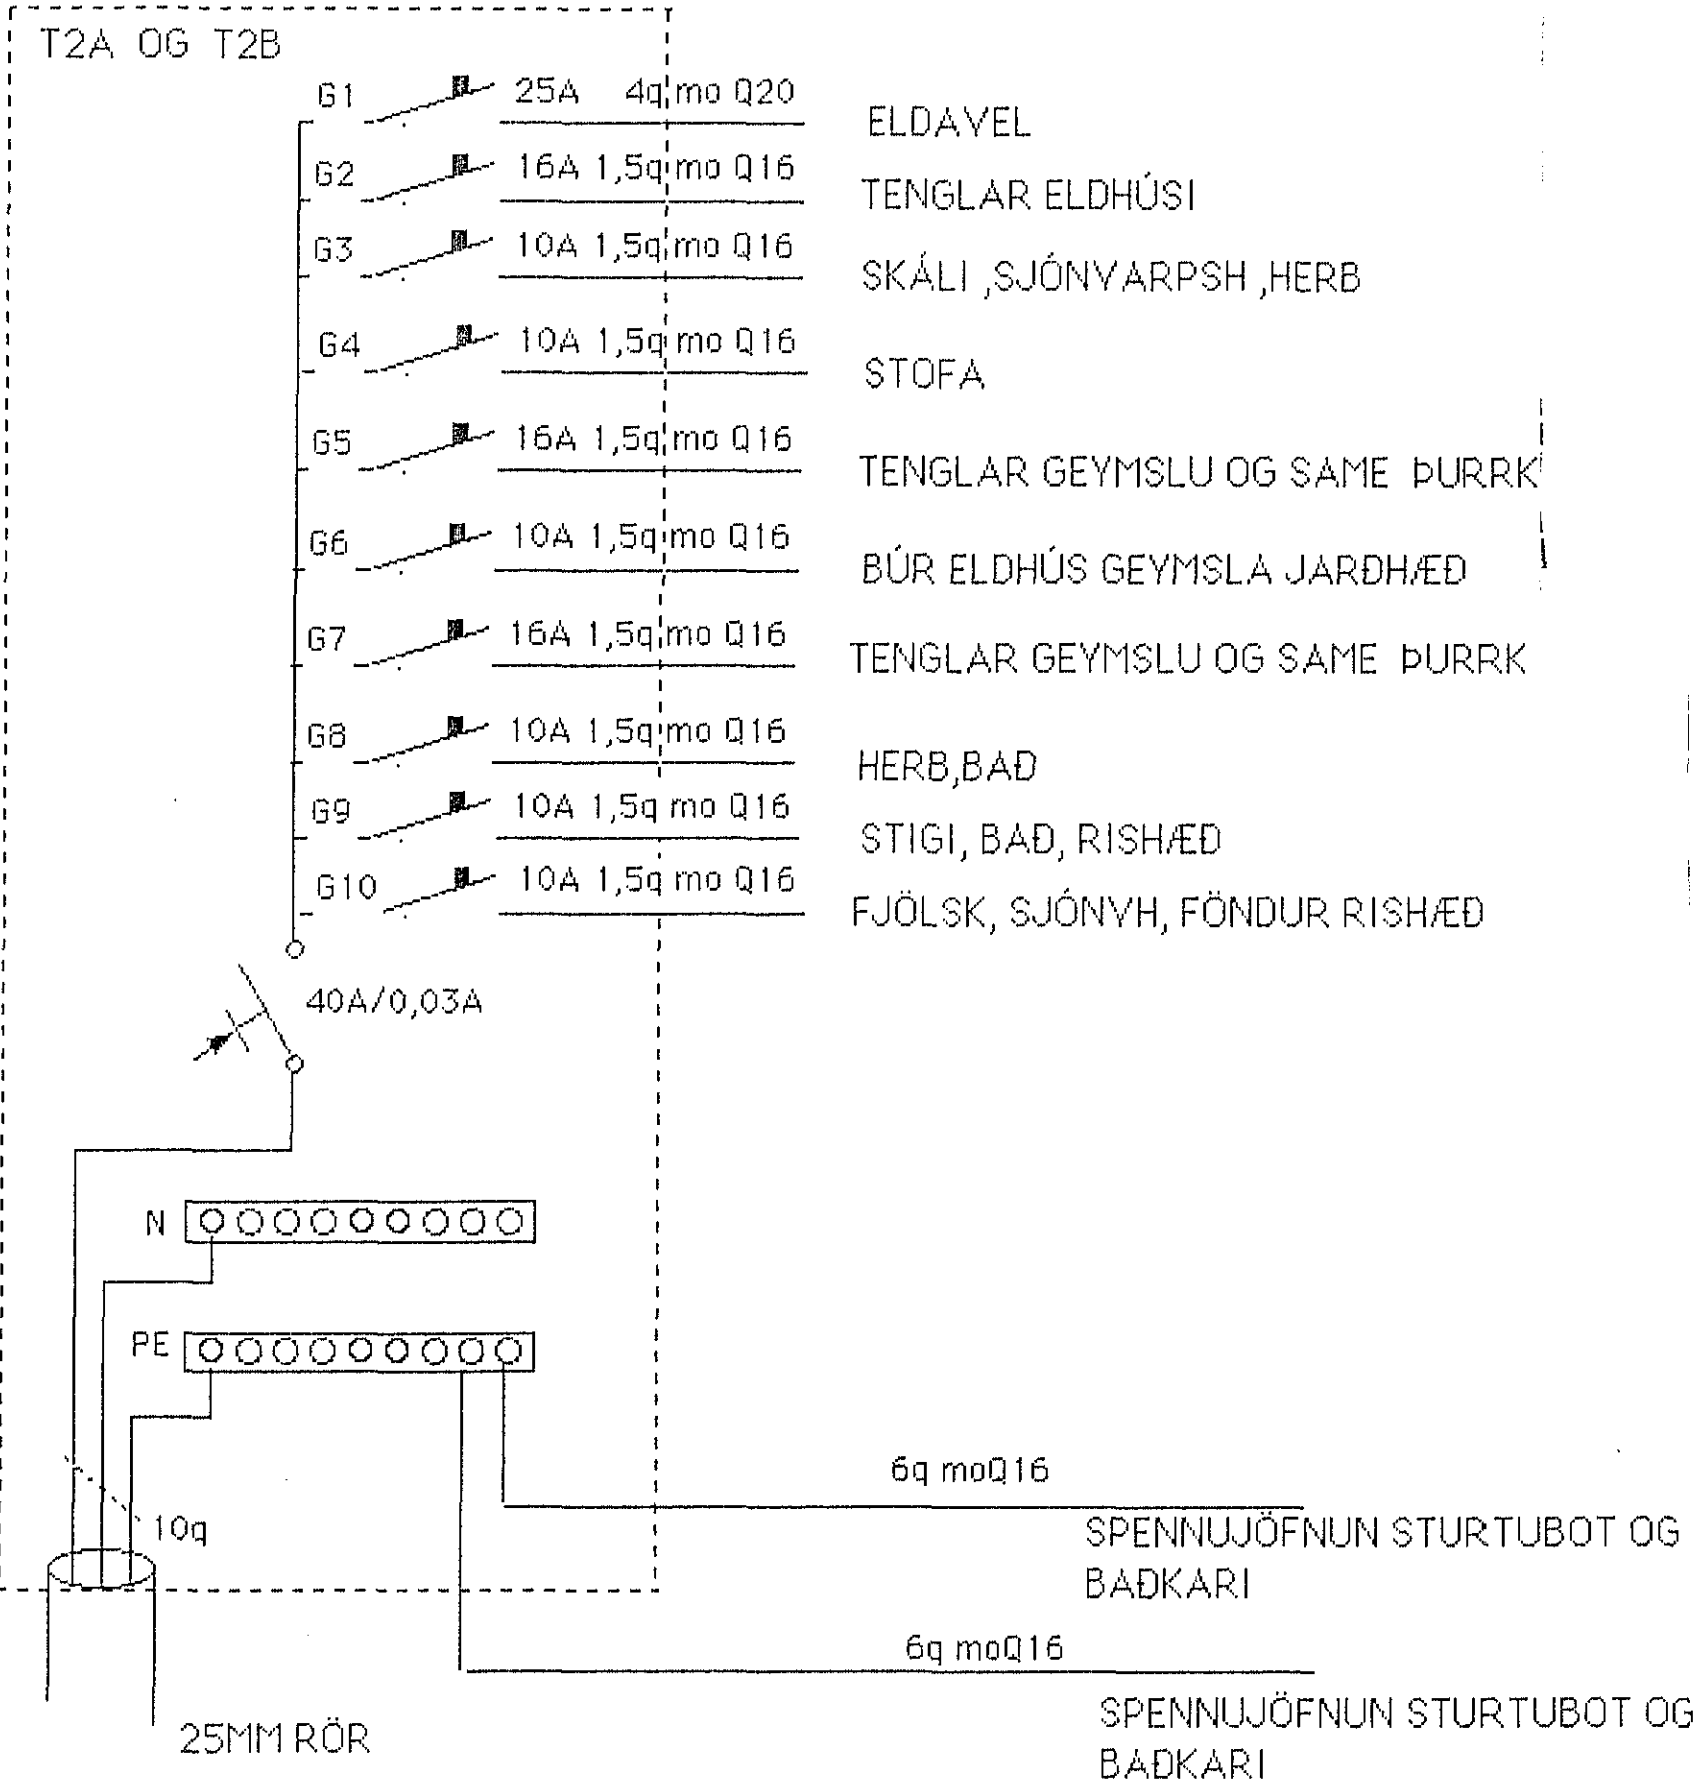 T2A OG T2B
G1 25A 4q mo Q20 ELDAVEL
G2 16A 1,5q mo Q16 TENGLAR ELDHÚSI
G3 10A 1,5q mo Q16 SKÁLI ,SJÓNVARPSH ,HERB
G4 10A 1,5q mo Q16 STOFA
G5 16A 1,5q mo Q16 TENGLAR GEYMSLU OG SAME ÞURRK
G6 10A 1,5q mo Q16 BÚR ELDHÚS GEYMSLA JARÐHÆÐ
G7 16A 1,5q mo Q16 TENGLAR GEYMSLU OG SAME ÞURRK
G8 10A 1,5q mo Q16 HERB,BAÐ
G9 10A 1,5q mo Q16 STIGI, BAÐ, RISHÆÐ
G10 10A 1,5q mo Q16 FJÖLSK, SJÓNVH, FÖNDUR RISHÆÐ
40A/0,03A
N
PE
6q moQ16
10q
SPENNUJÖFNUN STURTUBOT OG
BAÐKARI
6q moQ16
25MM RÖR
SPENNUJÖFNUN STURTUBOT OG
BAÐKARI